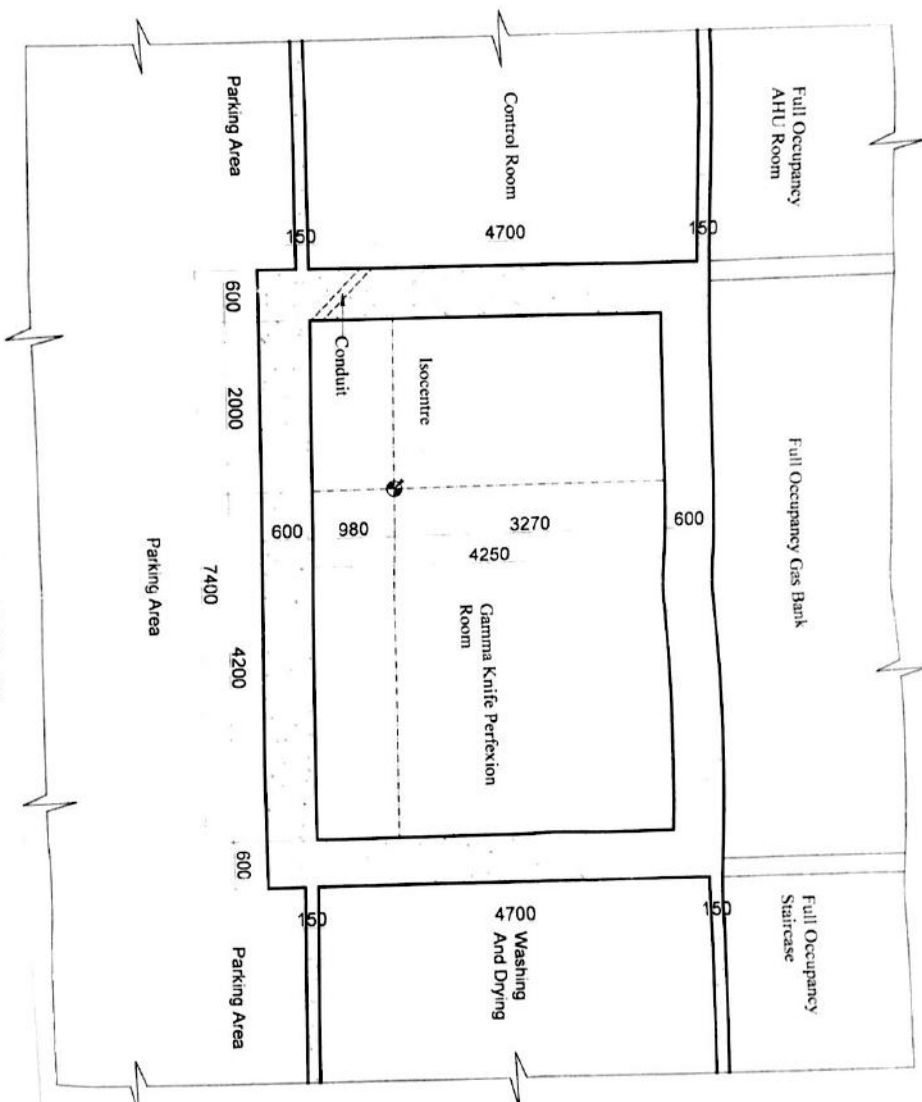 Full Occupancy
AHU Room
Full Occupancy Gas Bank
Full Occupancy
Staircase
150
600
150
Control Room
4700
3270
4250
Isocentre
Gamma Knife Perfexion
Room
4700
Washing
And Drying
980
Conduit
150
600
150
600
2000
4200
600
7400
Parking Area
Parking Area
Parking Area